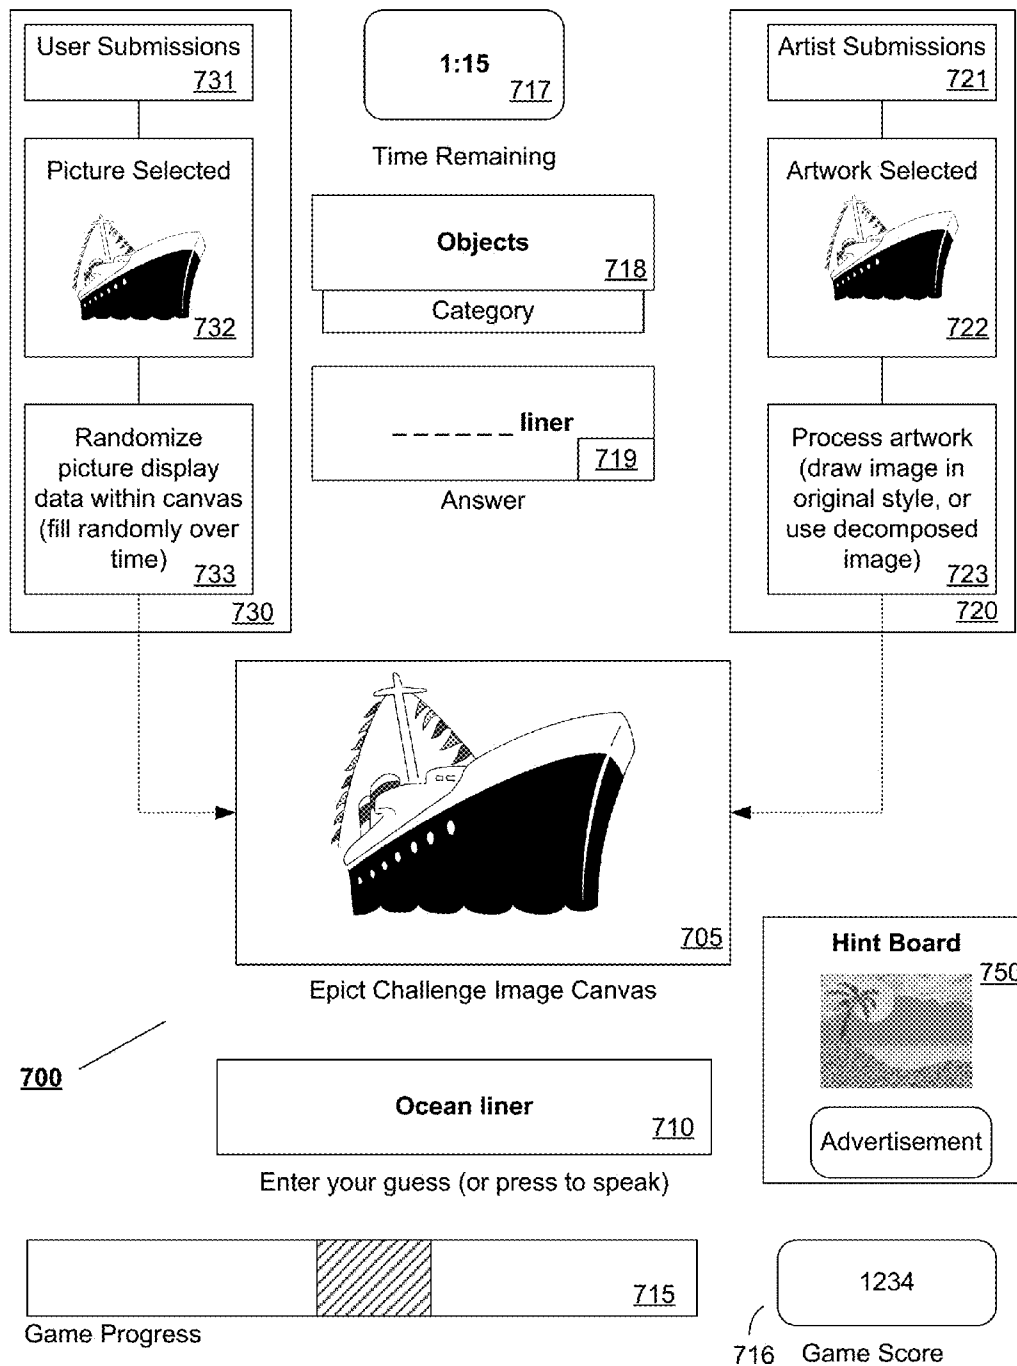 User Submissions
731
Picture Selected
732
Randomize
picture display
data within canvas
(fill randomly over
time)
733
730
1:15
717
Time Remaining
Objects
718
Category
_ _ _ _ _ _ liner
719
Answer
Artist Submissions
721
Artwork Selected
722
Process artwork
(draw image in
original style, or
use decomposed
image)
723
720
705
Epict Challenge Image Canvas
Hint Board
750
Advertisement
700
Ocean liner
710
Enter your guess (or press to speak)
715
Game Progress
1234
716
Game Score